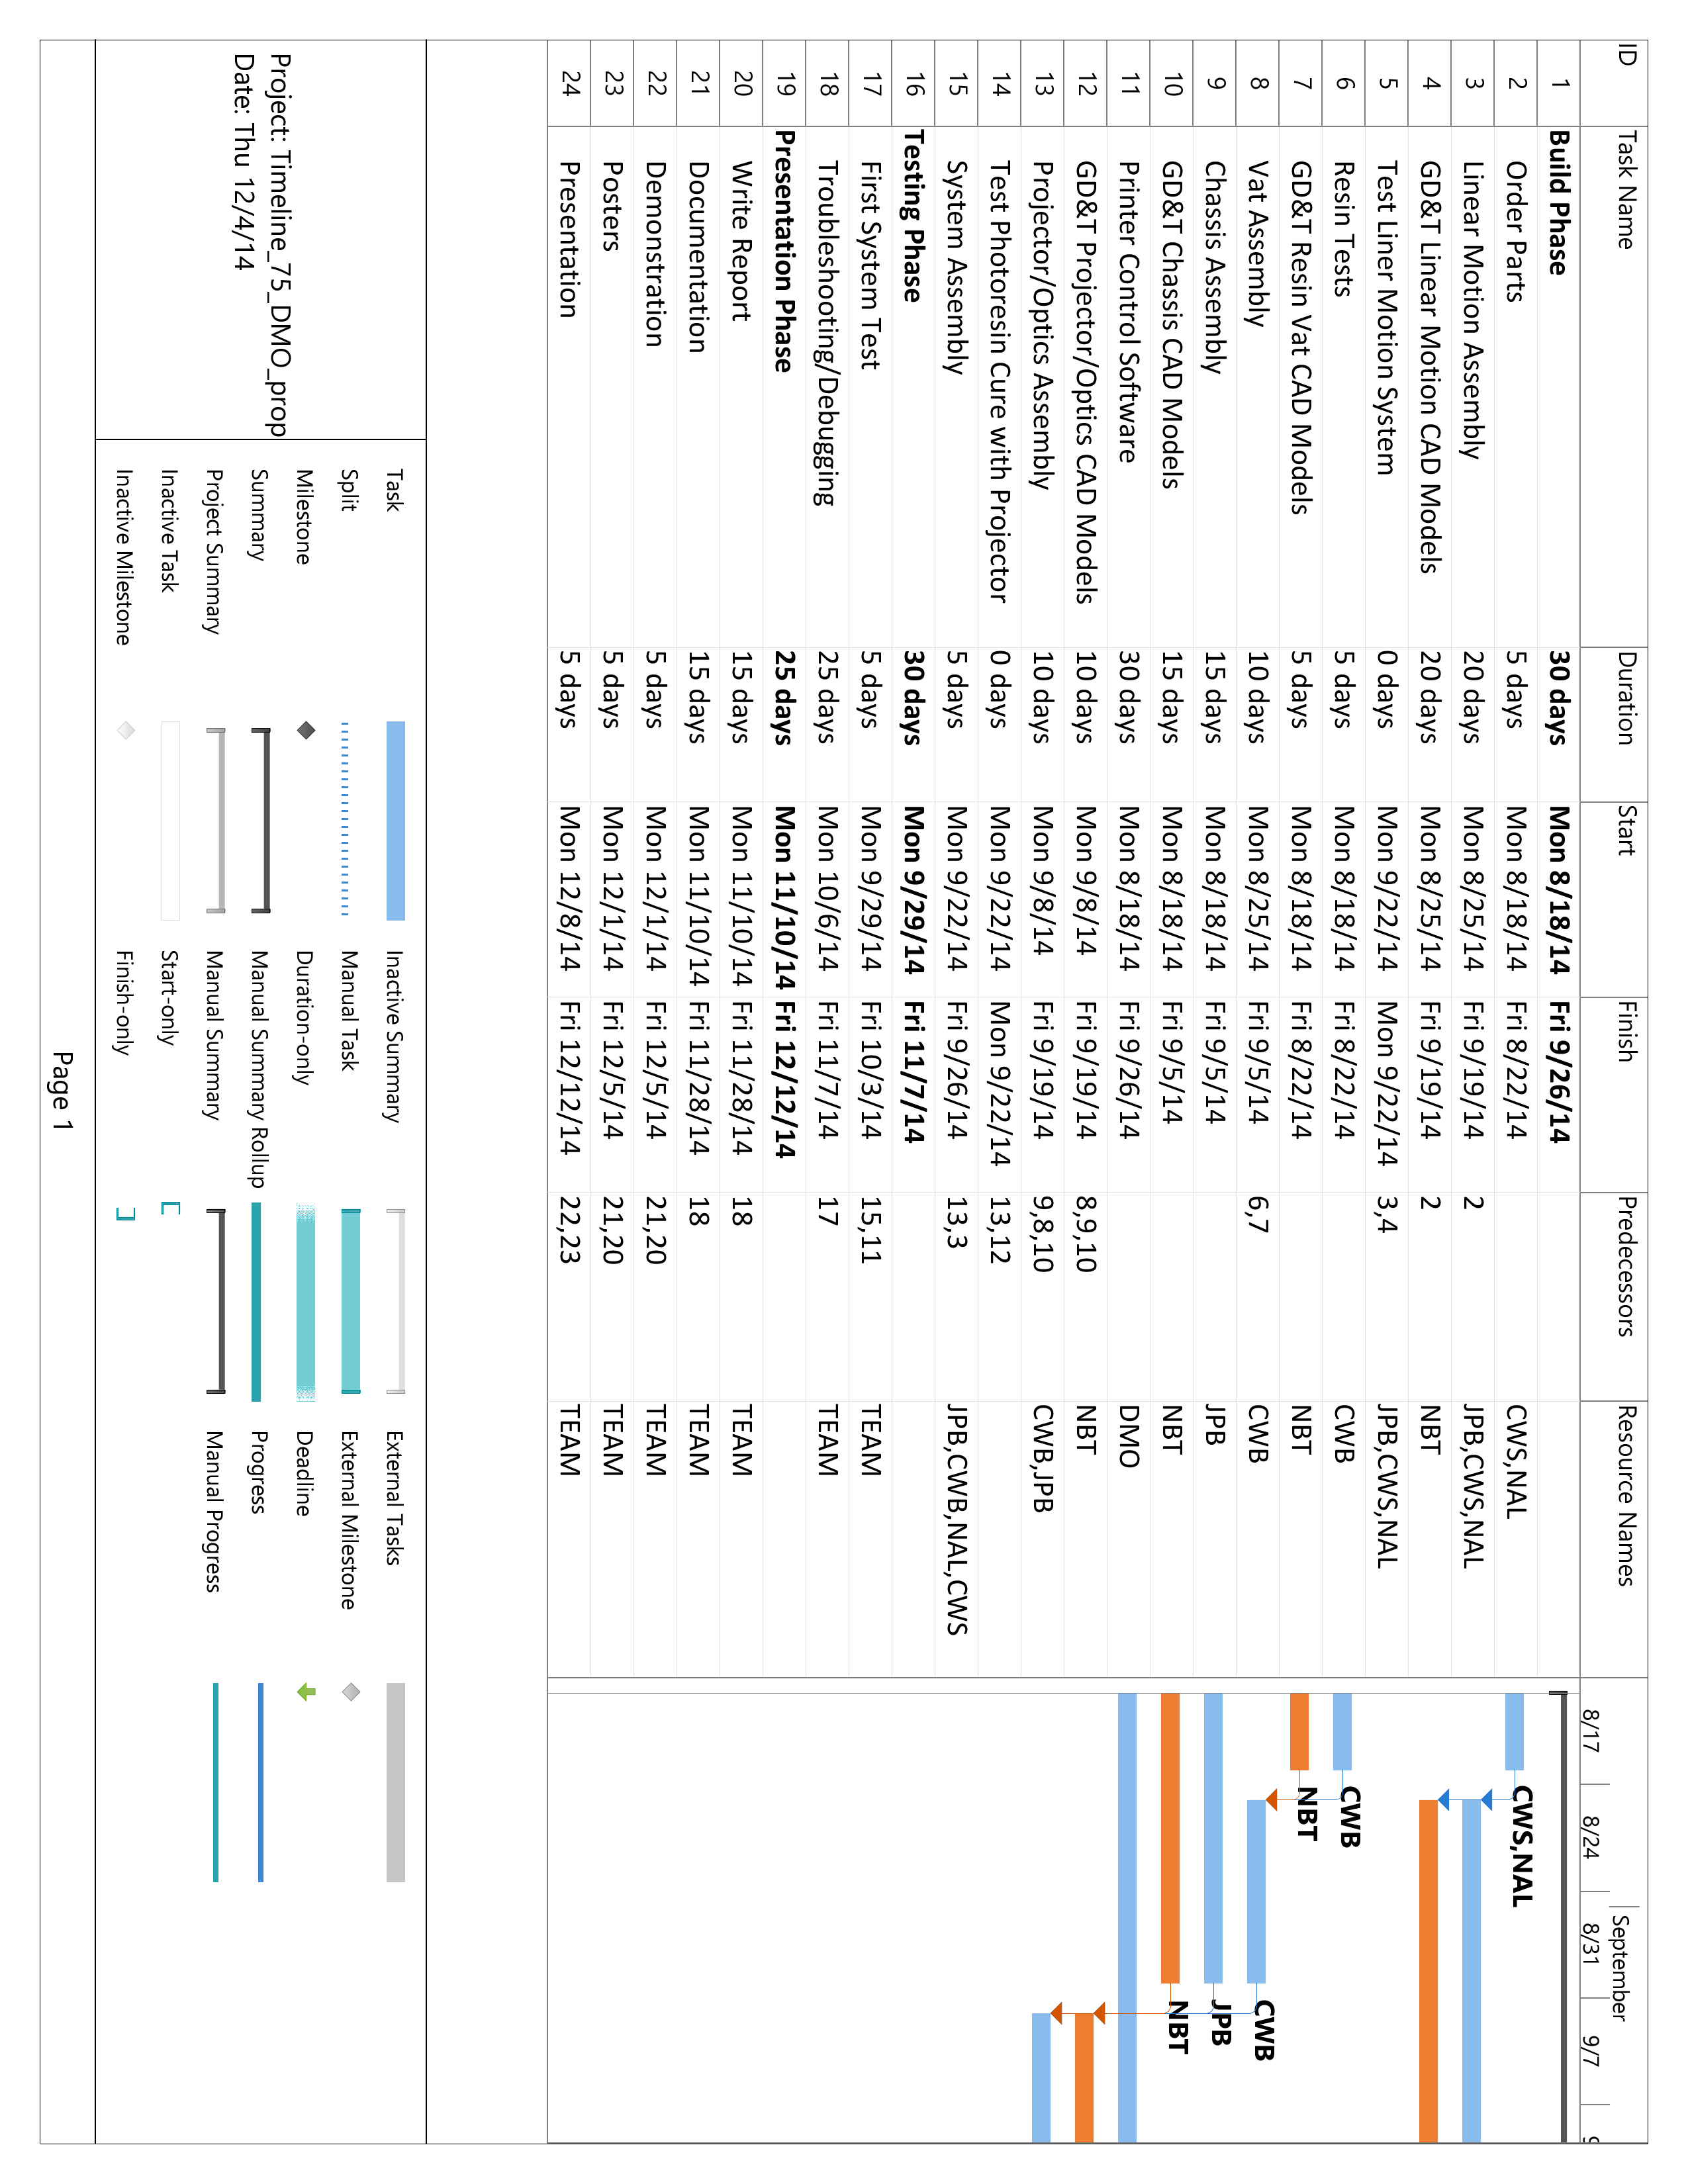 ID Task Name Duration Start Finish Predecessors Resource Names
September
8/17 8/24 8/31 9/7
1 Build Phase 30 days Mon 8/18/14 Fri 9/26/14
2 Order Parts 5 days Mon 8/18/14 Fri 8/22/14 CWS,NAL CWS,NAL
3 Linear Motion Assembly 20 days Mon 8/25/14 Fri 9/19/14 2 JPB,CWS,NAL
4 GD&T Linear Motion CAD Models 20 days Mon 8/25/14 Fri 9/19/14 2 NBT
5 Test Liner Motion System 0 days Mon 9/22/14 Mon 9/22/14 3,4 JPB,CWS,NAL
6 Resin Tests 5 days Mon 8/18/14 Fri 8/22/14 CWB CWB
7 GD&T Resin Vat CAD Models 5 days Mon 8/18/14 Fri 8/22/14 NBT NBT
8 Vat Assembly 10 days Mon 8/25/14 Fri 9/5/14 6,7 CWB CWB
9 Chassis Assembly 15 days Mon 8/18/14 Fri 9/5/14 JPB JPB
10 GD&T Chassis CAD Models 15 days Mon 8/18/14 Fri 9/5/14 NBT NBT
11 Printer Control Software 30 days Mon 8/18/14 Fri 9/26/14 DMO
12 GD&T Projector/Optics CAD Models 10 days Mon 9/8/14 Fri 9/19/14 8,9,10 NBT
13 Projector/Optics Assembly 10 days Mon 9/8/14 Fri 9/19/14 9,8,10 CWB,JPB
14 Test Photoresin Cure with Projector 0 days Mon 9/22/14 Mon 9/22/14 13,12
15 System Assembly 5 days Mon 9/22/14 Fri 9/26/14 13,3 JPB,CWB,NAL,CWS
16 Testing Phase 30 days Mon 9/29/14 Fri 11/7/14
17 First System Test 5 days Mon 9/29/14 Fri 10/3/14 15,11 TEAM
18 Troubleshooting/Debugging 25 days Mon 10/6/14 Fri 11/7/14 17 TEAM
19 Presentation Phase 25 days Mon 11/10/14 Fri 12/12/14
20 Write Report 15 days Mon 11/10/14 Fri 11/28/14 18 TEAM
21 Documentation 15 days Mon 11/10/14 Fri 11/28/14 18 TEAM
22 Demonstration 5 days Mon 12/1/14 Fri 12/5/14 21,20 TEAM
23 Posters 5 days Mon 12/1/14 Fri 12/5/14 21,20 TEAM
24 Presentation 5 days Mon 12/8/14 Fri 12/12/14 22,23 TEAM
Project: Timeline_75_DMO_prop
Date: Thu 12/4/14
Task Inactive Summary External Tasks
Split Manual Task External Milestone
Milestone Duration-only Deadline
Summary Manual Summary Rollup Progress
Project Summary Manual Summary Manual Progress
Inactive Task Start-only
Inactive Milestone Finish-only
Page 1